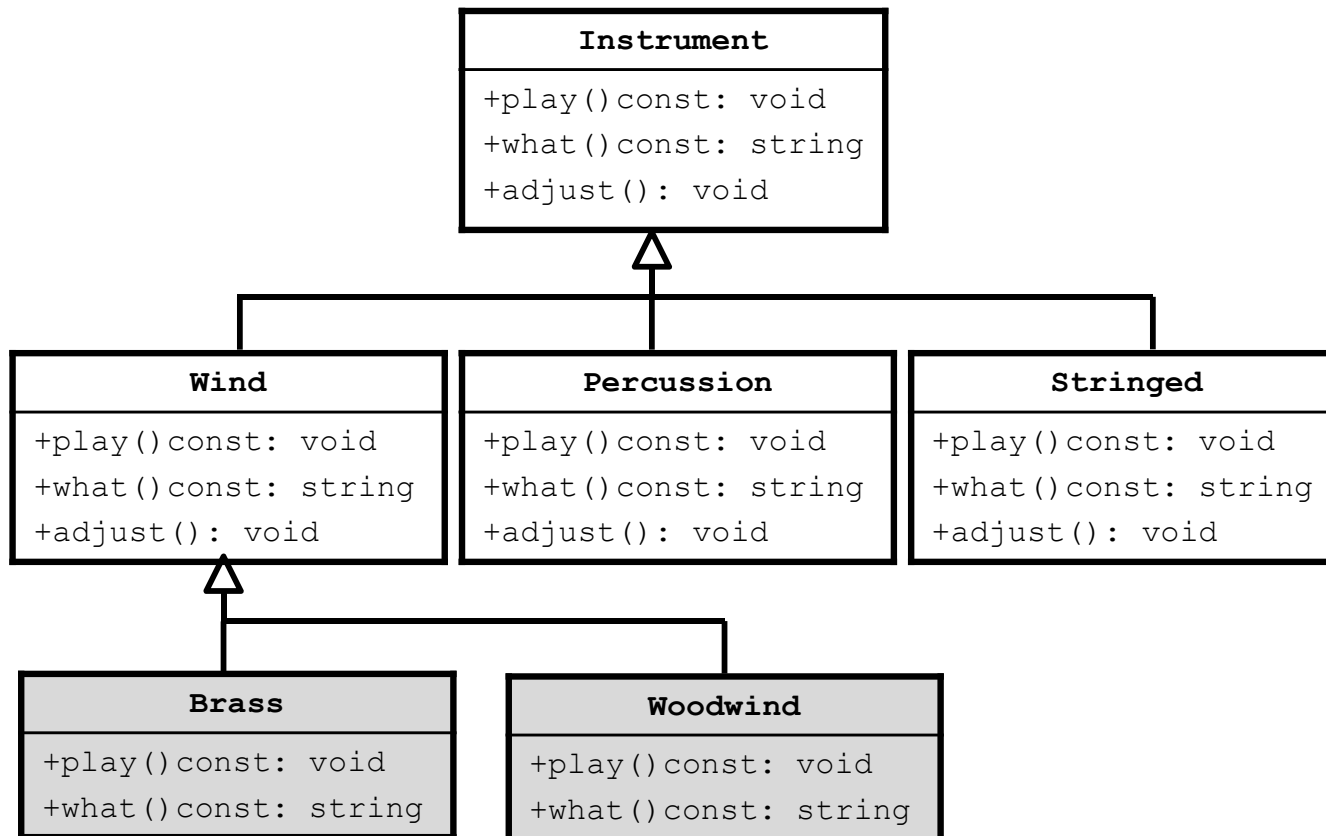 Instrument
+play()const: void
+what()const: string
+adjust(): void
Wind
+play()const: void
+what()const: string
+adjust(): void
Percussion
+play()const: void
+what()const: string
+adjust(): void
Stringed
+play()const: void
+what()const: string
+adjust(): void
Brass
+play()const: void
+what()const: string
Woodwind
+play()const: void
+what()const: string